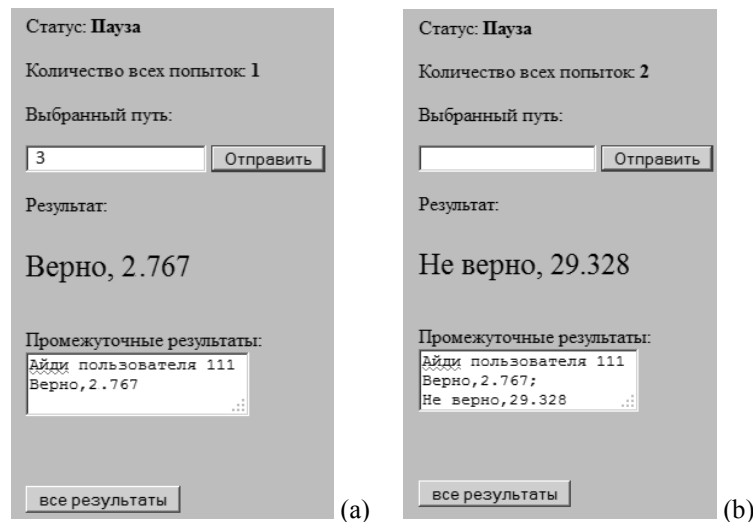 Статус: Пауза
Количество всех попыток: 1
Выбранный путь:
3 Отправить
Результат:
Верно, 2.767
Промежуточные результаты:
Айди пользователя 111
Верно,2.767
все результаты
(a)
Статус: Пауза
Количество всех попыток: 2
Выбранный путь:
Отправить
Результат:
Не верно, 29.328
Промежуточные результаты:
Айди пользователя 111
Верно,2.767;
Не верно,29.328
все результаты
(b)